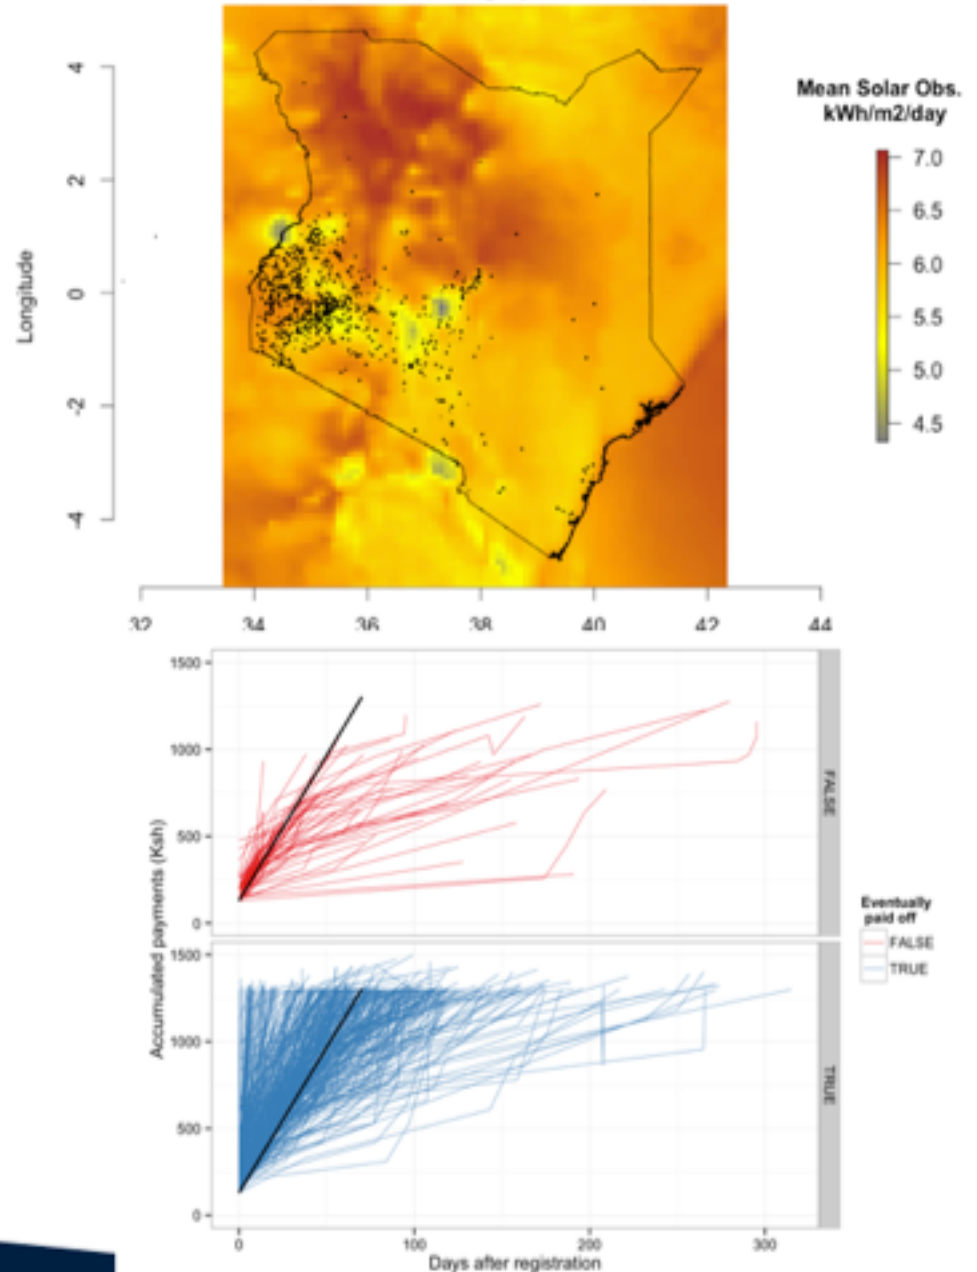 Mean Solar Obs.
kWh/m2/day
7.0
6.5
6.0
5.5
5.0
4.5
Longitude
4
2
0
-2
-4
32 34 36 38 40 42 44
Accumulated payments (Ksh)
1500
1000
500
0
FALSE
1500
1000
500
0
TRUE
0 100 200 300
Days after registration
Eventually
paid off
FALSE
TRUE